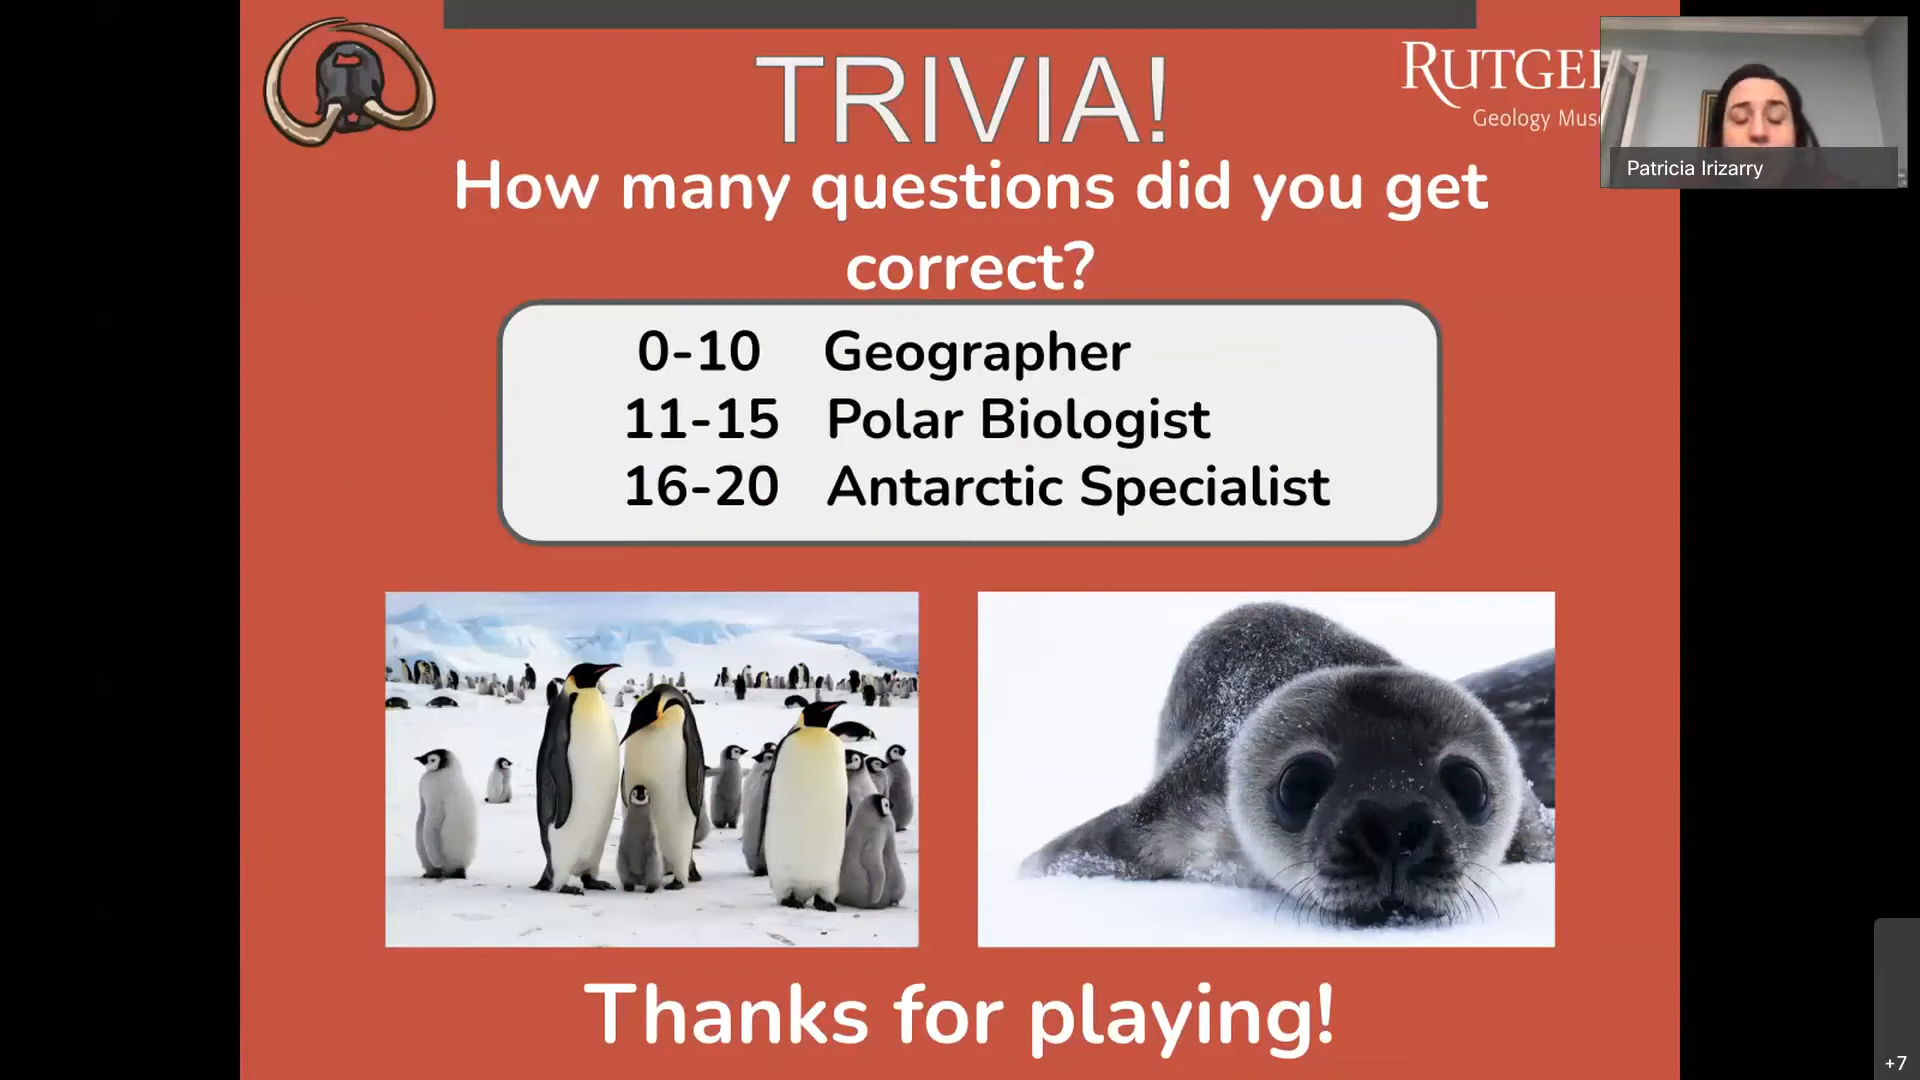 TRIVIA!
RUTGE
Geology Mus
Patricia Irizarry
How many questions did you get
correct?
0-10 Geographer
11-15 Polar Biologist
16-20 Antarctic Specialist
Thanks for playing!
+7